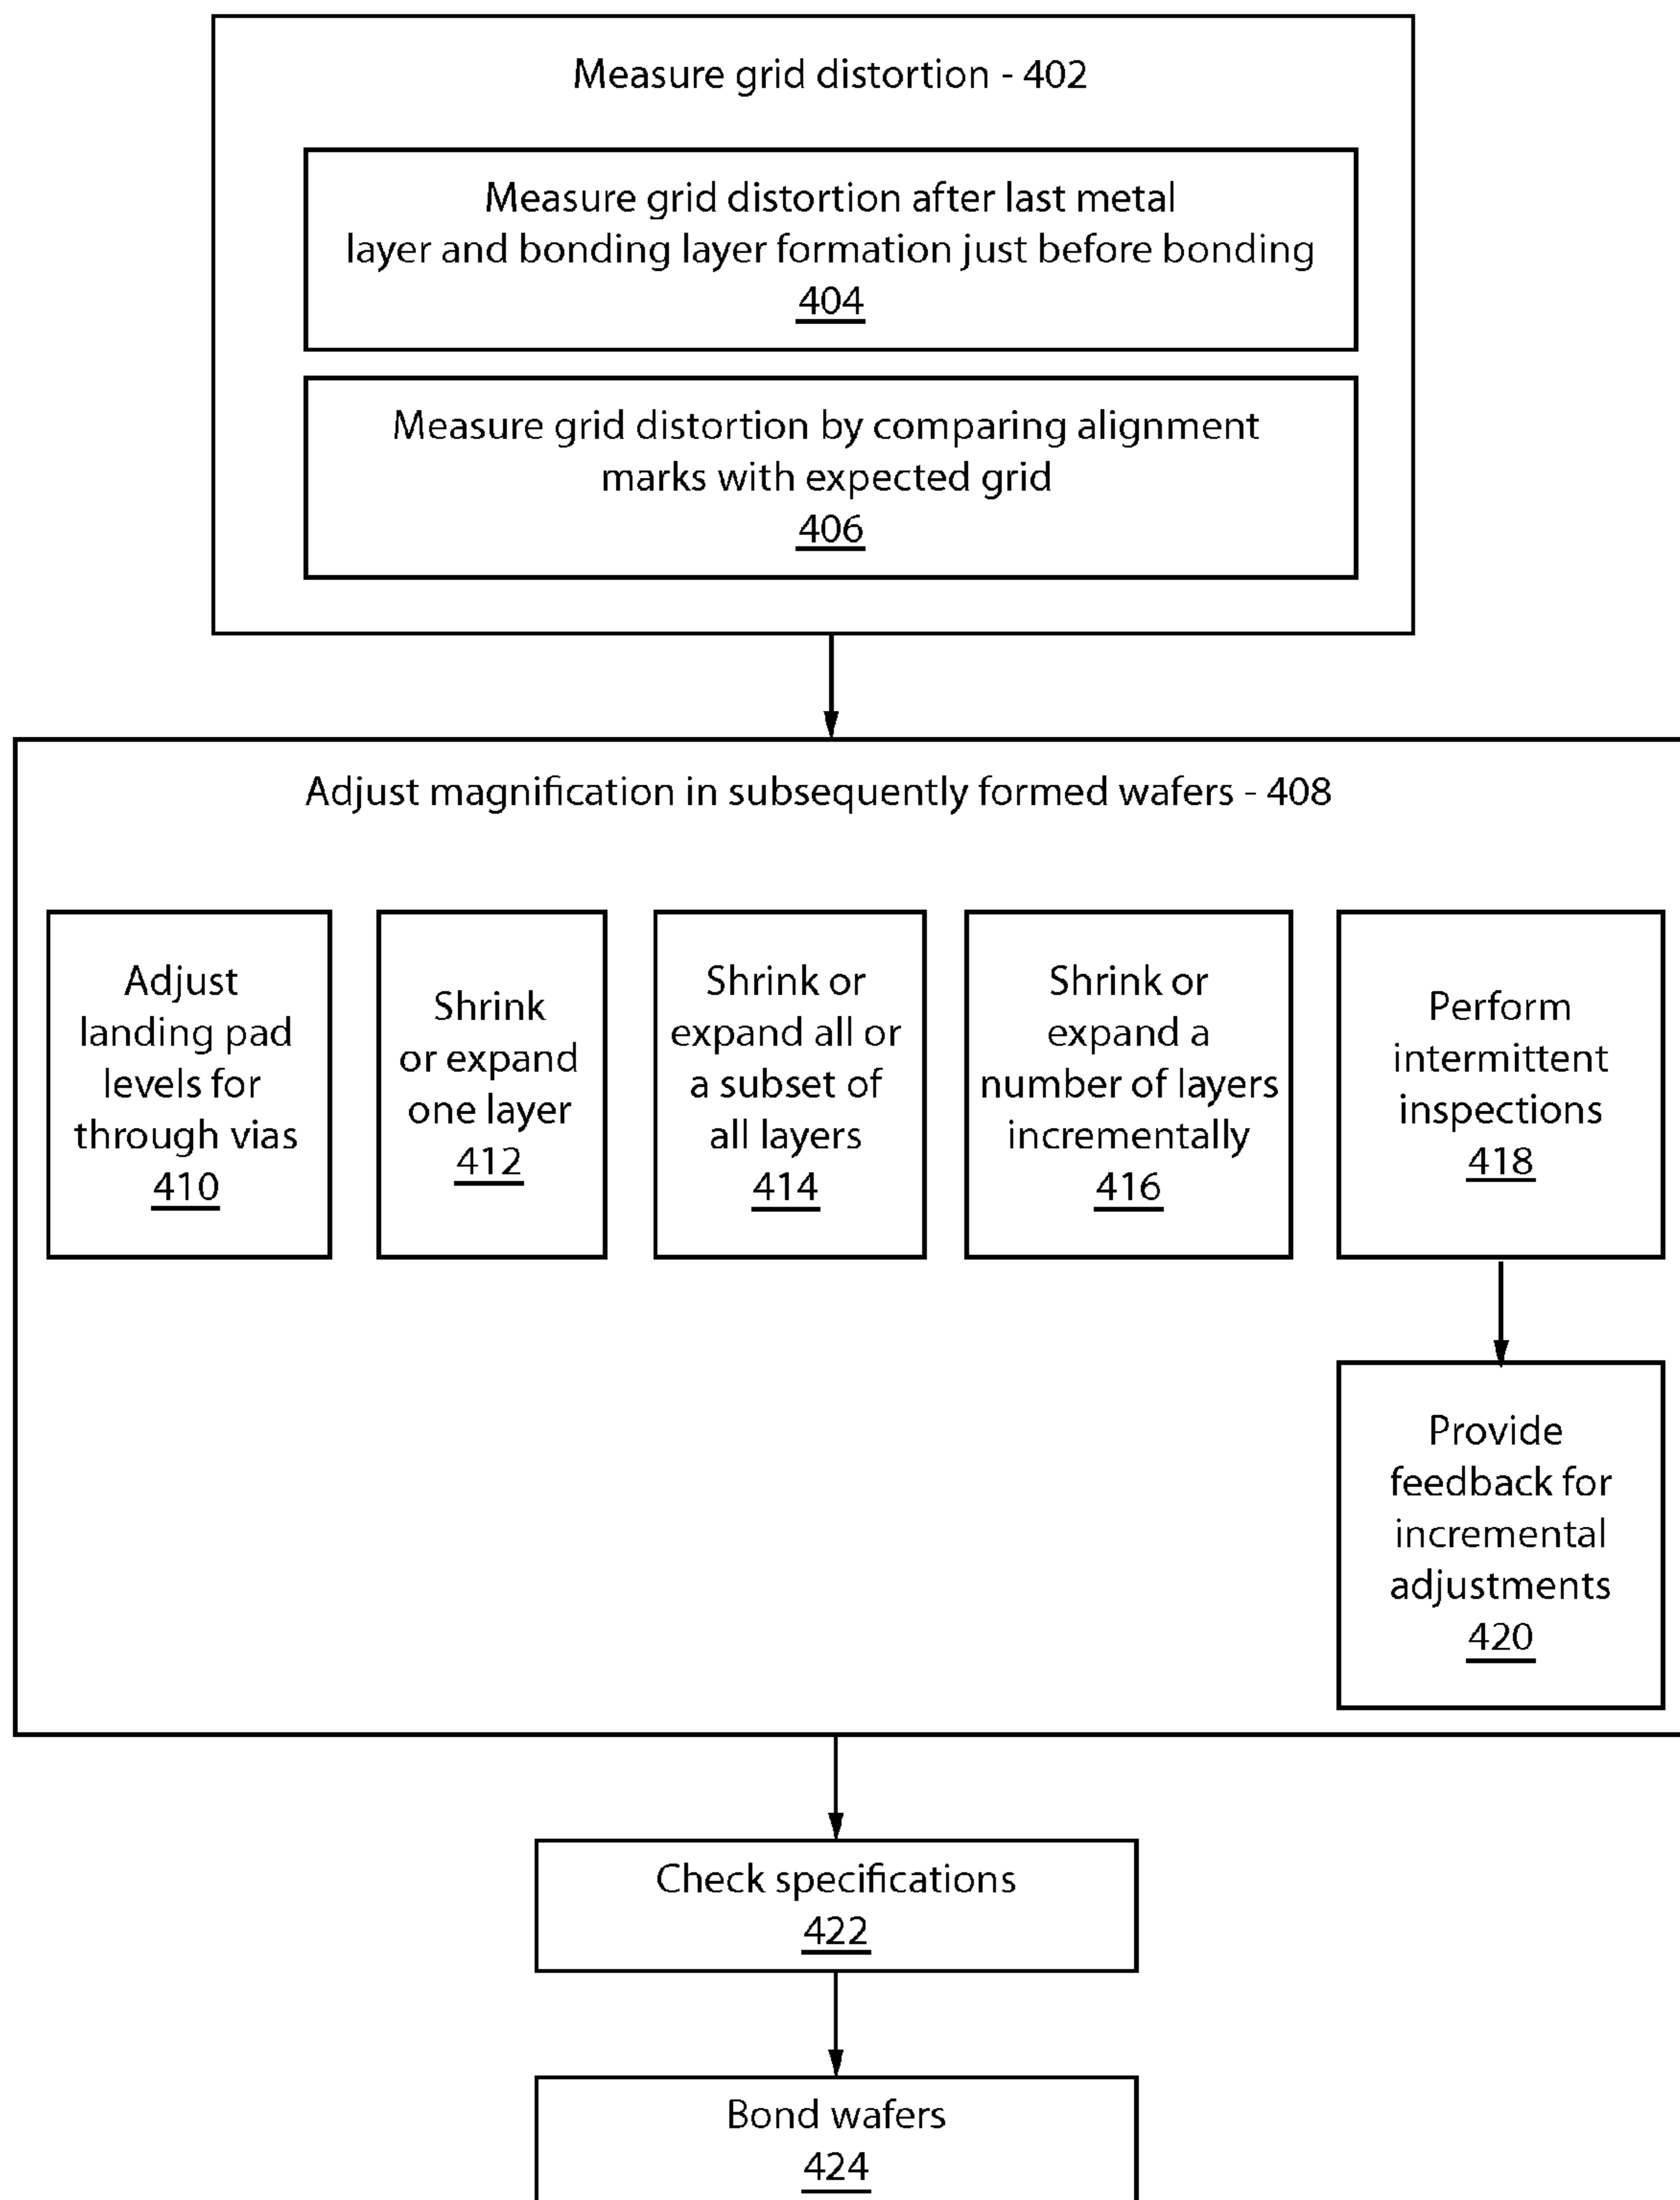 Measure grid distortion - 402
Measure grid distortion after last metal
layer and bonding layer formation just before bonding
404
Measure grid distortion by comparing alignment
marks with expected grid
406
Adjust magnification in subsequently formed wafers - 408
Adjust
landing pad
levels for
through vias
410
Shrink
or expand
one layer
412
Shrink or
expand all or
a subset of
all layers
414
Shrink or
expand a
number of layers
incrementally
416
Perform
intermittent
inspections
418
Provide
feedback for
incremental
adjustments
420
Check specifications
422
Bond wafers
424